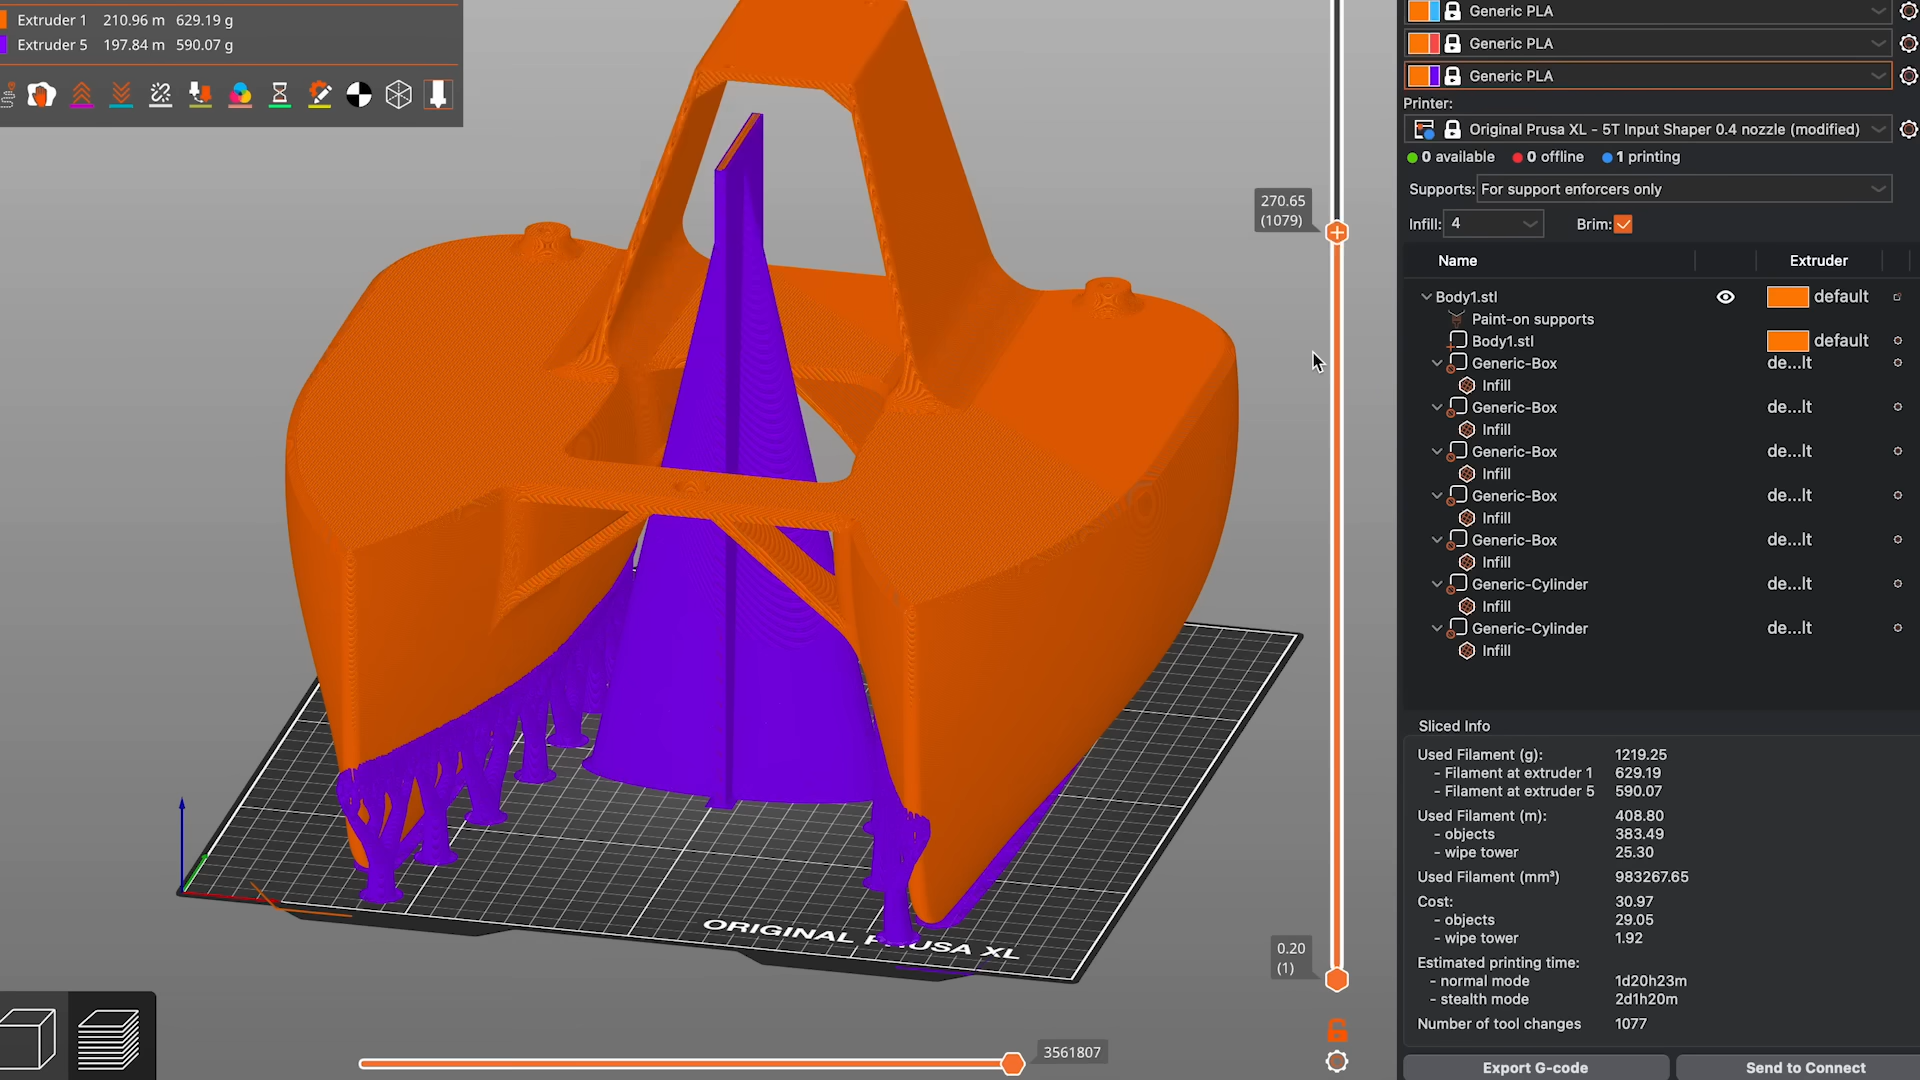 Extruder 1 210.96 m 629.19 g
Extruder 5 197.84 m 590.07 g
270.65
(1079)
0.20
(1)
3561807
ORIGINAL PRUSA XL
Generic PLA
Generic PLA
Generic PLA
Printer:
Original Prusa XL - 5T Input Shaper 0.4 nozzle (modified)
0 available 0 offline 1 printing
Supports: For support enforcers only
Infill: 4 Brim:
Name Extruder
Body1.stl default
Paint-on supports
Body1.stl default
Generic-Box de...lt
Infill
Generic-Box de...lt
Infill
Generic-Box de...lt
Infill
Generic-Box de...lt
Infill
Generic-Box de...lt
Infill
Generic-Cylinder de...lt
Infill
Generic-Cylinder de...lt
Infill
Sliced Info
Used Filament (g): 1219.25
- Filament at extruder 1 629.19
- Filament at extruder 5 590.07
Used Filament (m): 408.80
- objects 383.49
- wipe tower 25.30
Used Filament (mm³) 983267.65
Cost: 30.97
- objects 29.05
- wipe tower 1.92
Estimated printing time:
- normal mode 1d20h23m
- stealth mode 2d1h20m
Number of tool changes 1077
Export G-code Send to Connect